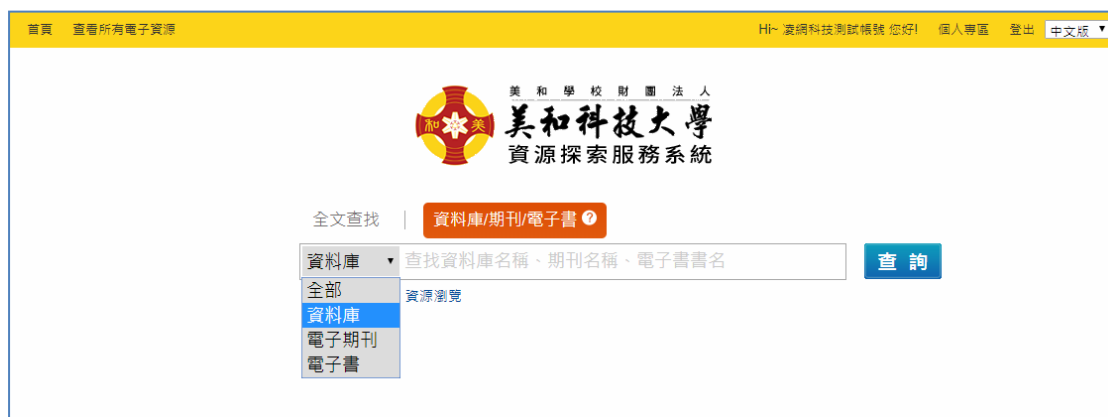 首頁 查看所有電子資源 Hi~ 凌網科技測試帳號 您好! 個人專區 登出 中文版
美和學校財團法人
和 美 美和科技大學
資源探索服務系統
全文查找 | 資料庫/期刊/電子書 ?
資料庫 查找資料庫名稱、期刊名稱、電子書書名 查 詢
全部 資源瀏覽
資料庫
電子期刊
電子書